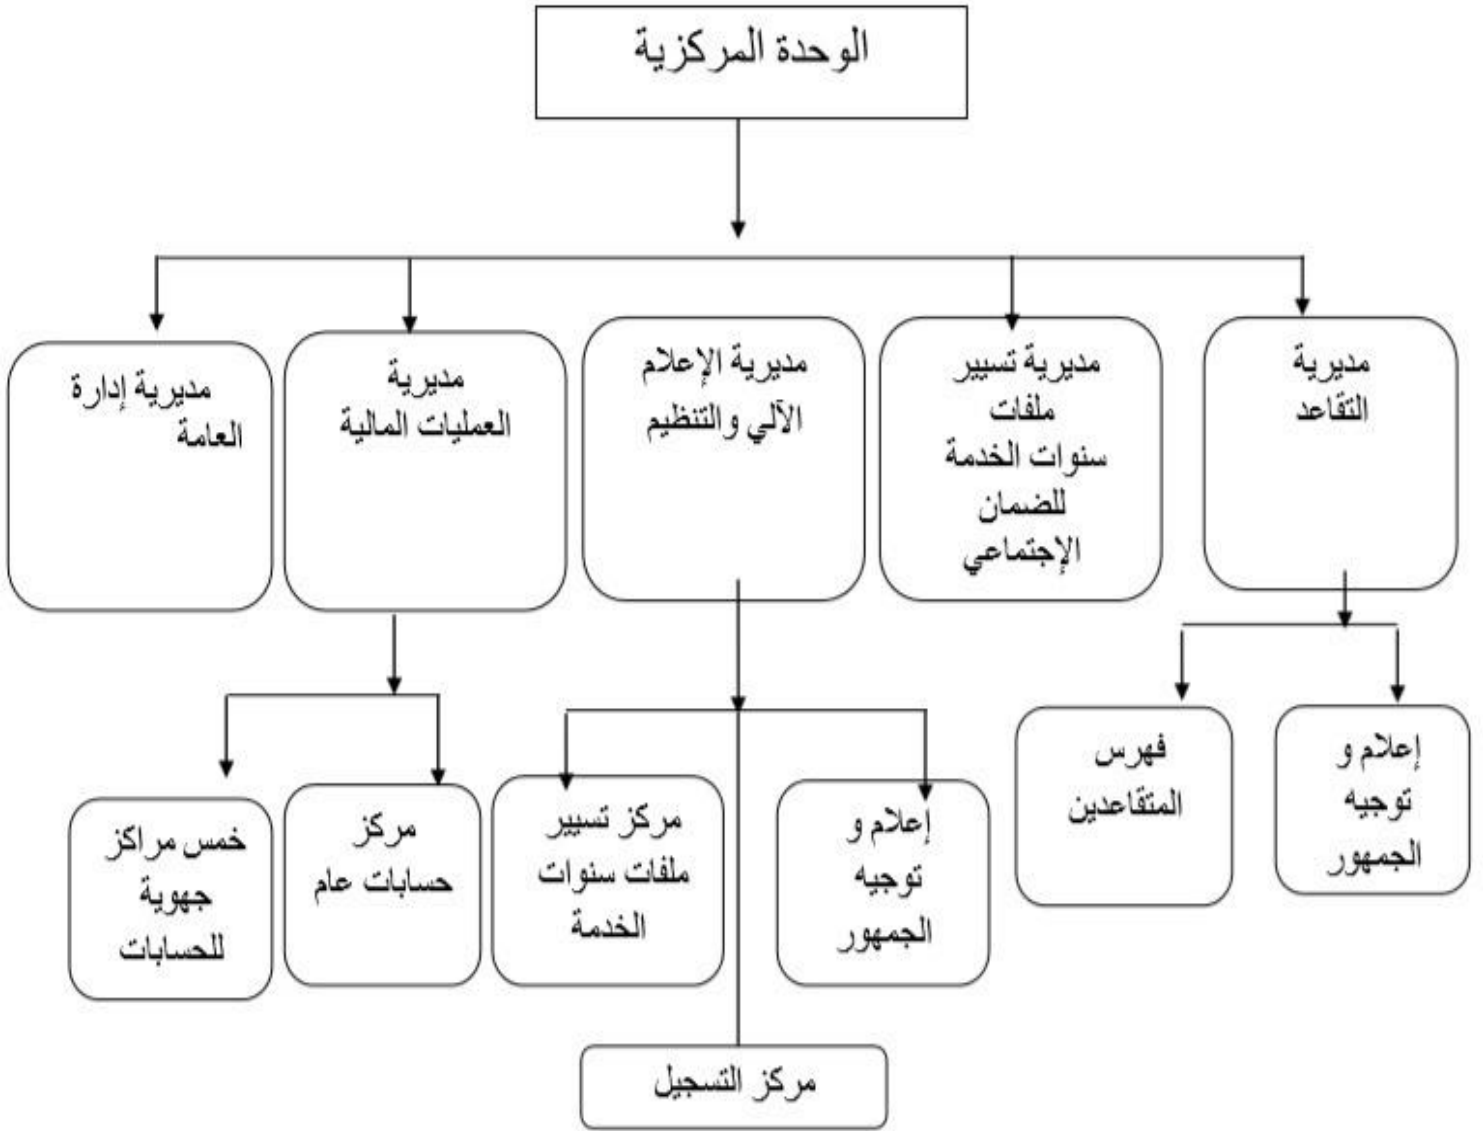 الوحدة المركزية
مديرية
التقاعد
مديرية تسيير
ملفات
سنوات الخدمة
للضمان
الإجتماعي
مديرية الإعلام
الآلي والتنظيم
مديرية
العمليات المالية
مديرية إدارة
العامة
إعلام و
توجيه
الجمهور
فهرس
المتقاعدين
إعلام و
توجيه
الجمهور
مركز تسيير
ملفات سنوات
الخدمة
مركز
حسابات عام
خمس مراكز
جهوية
للحسابات
مركز التسجيل